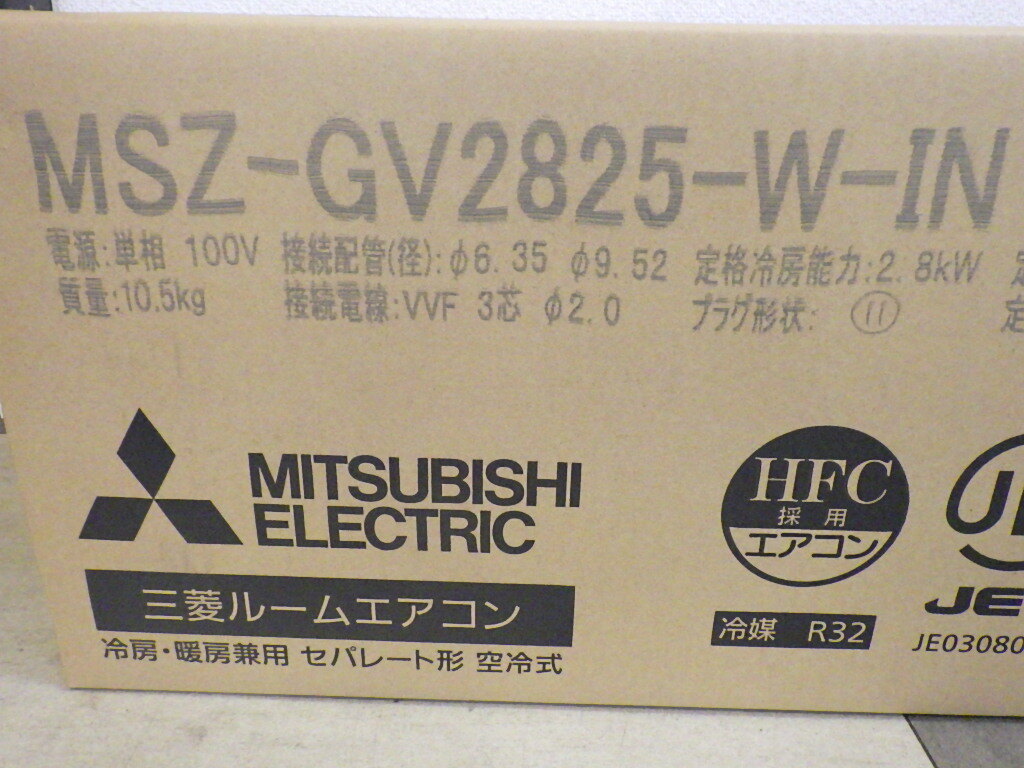 MSZ-GV2825-W-IN
電源:単相 100V 接続配管(径):φ6.35 φ9.52 定格冷房能力:2.8kW 定
質量:10.5kg 接続電線:VVF 3芯 φ2.0 プラグ形状: 定
MITSUBISHI
ELECTRIC
三菱ルームエアコン
冷房・暖房兼用 セパレート形 空冷式
HFC
採用
エアコン
冷媒 R32
JE
JE03080